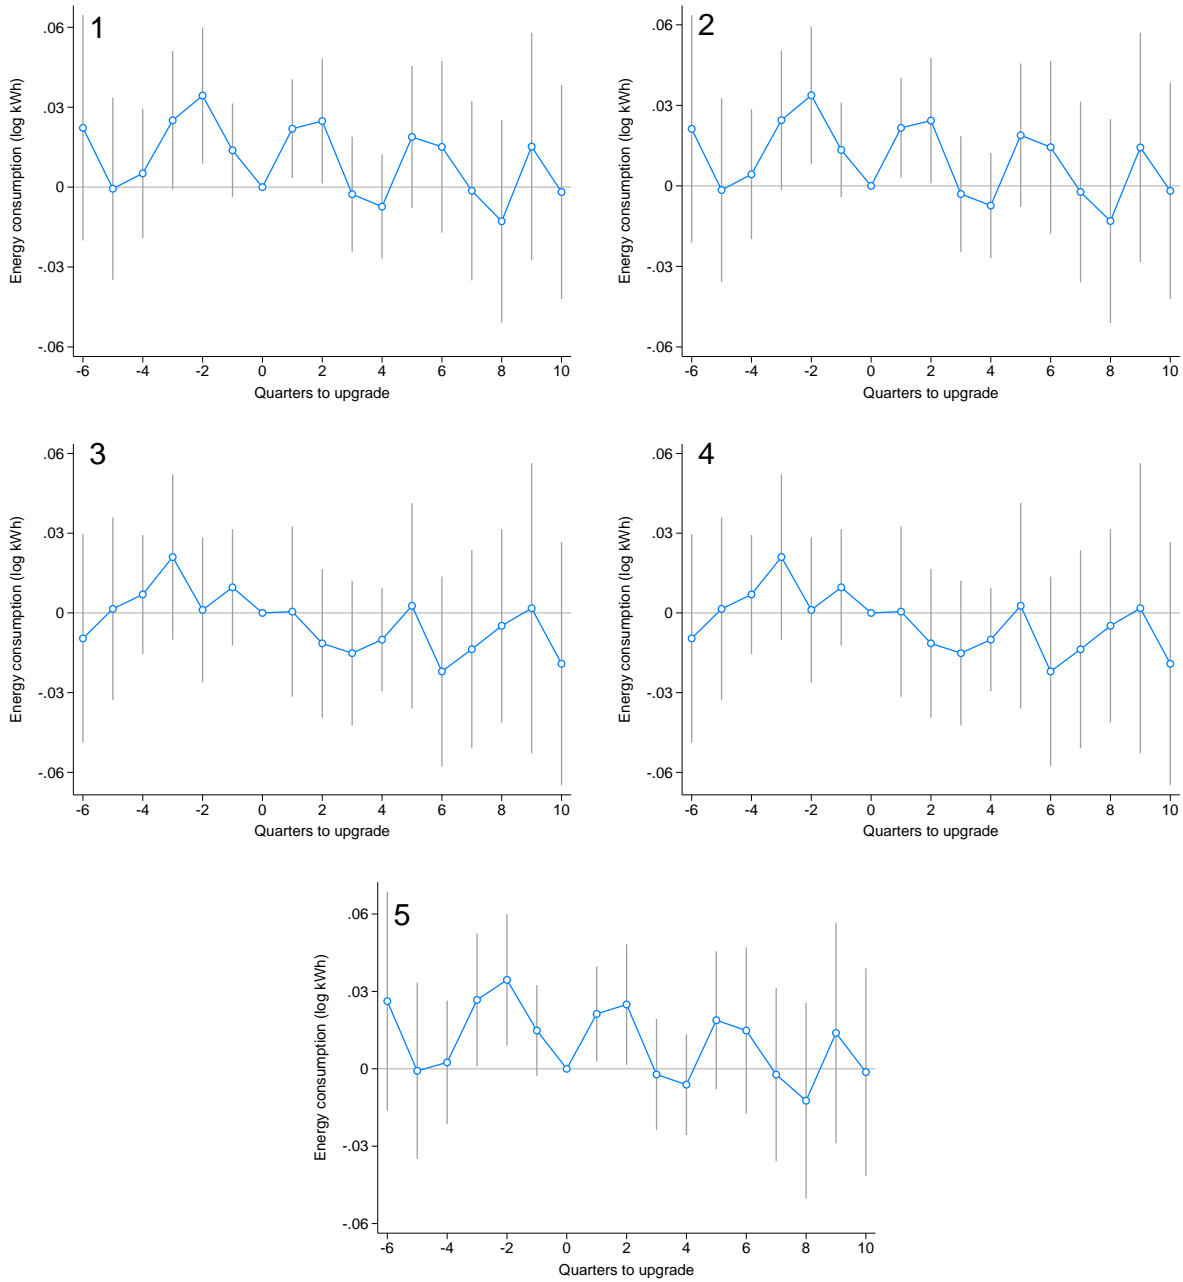 1
Energy consumption (log kWh)
.06
.03
0
-.03
-.06
-6 -4 -2 0 2 4 6 8 10
Quarters to upgrade
2
Energy consumption (log kWh)
.06
.03
0
-.03
-.06
-6 -4 -2 0 2 4 6 8 10
Quarters to upgrade
3
Energy consumption (log kWh)
.06
.03
0
-.03
-.06
-6 -4 -2 0 2 4 6 8 10
Quarters to upgrade
4
Energy consumption (log kWh)
.06
.03
0
-.03
-.06
-6 -4 -2 0 2 4 6 8 10
Quarters to upgrade
5
Energy consumption (log kWh)
.06
.03
0
-.03
-.06
-6 -4 -2 0 2 4 6 8 10
Quarters to upgrade